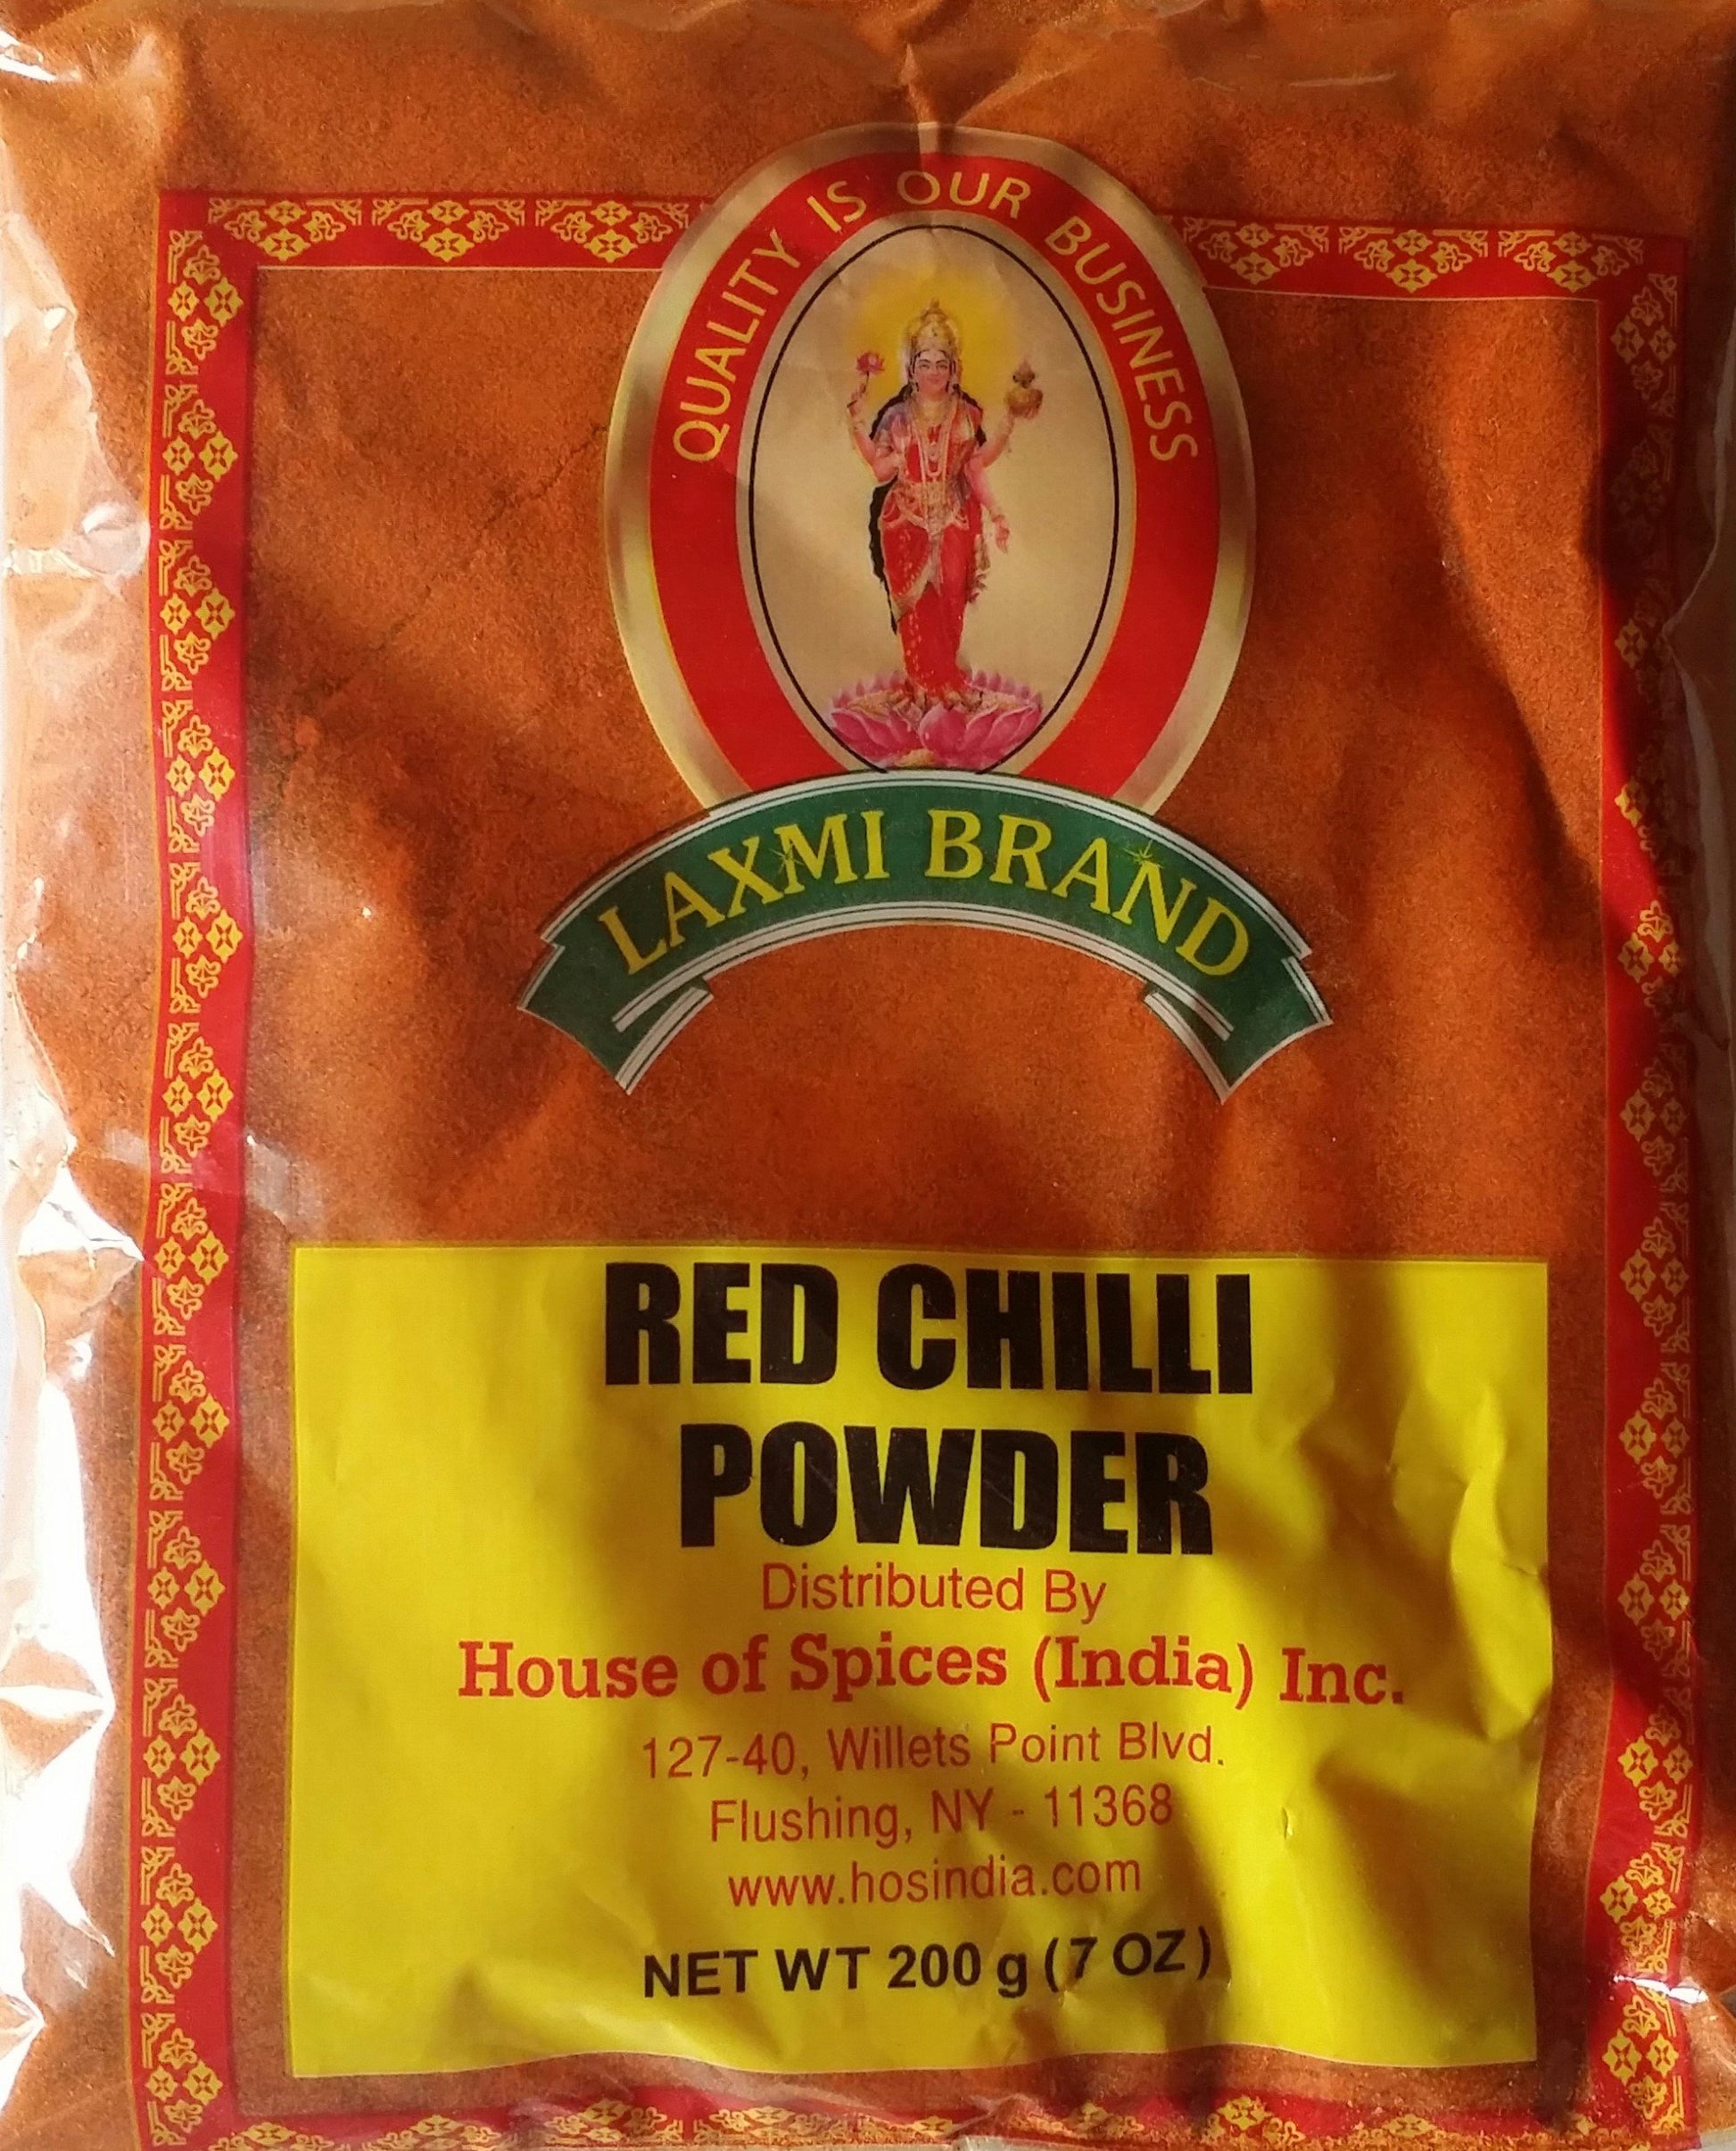 QUALITY IS OUR BUSINESS
LAXMI BRAND
RED CHILLI
POWDER
Distributed By
House of Spices (India) Inc.
127-40, Willets Point Blvd.
Flushing, NY - 11368
www.hosindia.com
NET WT 200 g (7 OZ)